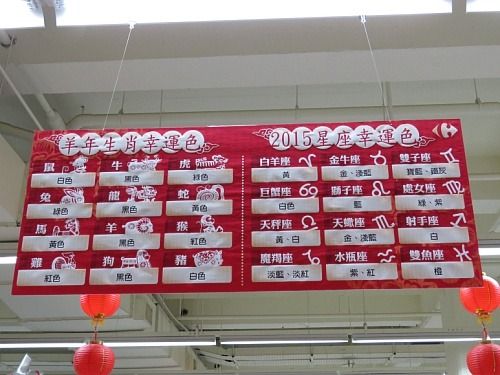 羊年生肖幸運色
鼠 牛 虎
白色 黑色 綠色
兔 龍 蛇
綠色 黑色 黃色
馬 羊 猴
黃色 黑色 紅色
雞 狗 豬
紅色 黑色 白色
2015星座幸運色
白羊座 金牛座 雙子座
黃 金、淺藍 寶藍、鐵灰
巨蟹座 獅子座 處女座
白色 藍 綠、紫
天秤座 天蠍座 射手座
黃、白 金、淺藍 白
魔羯座 水瓶座 雙魚座
淡藍、淡紅 紫、紅 橙